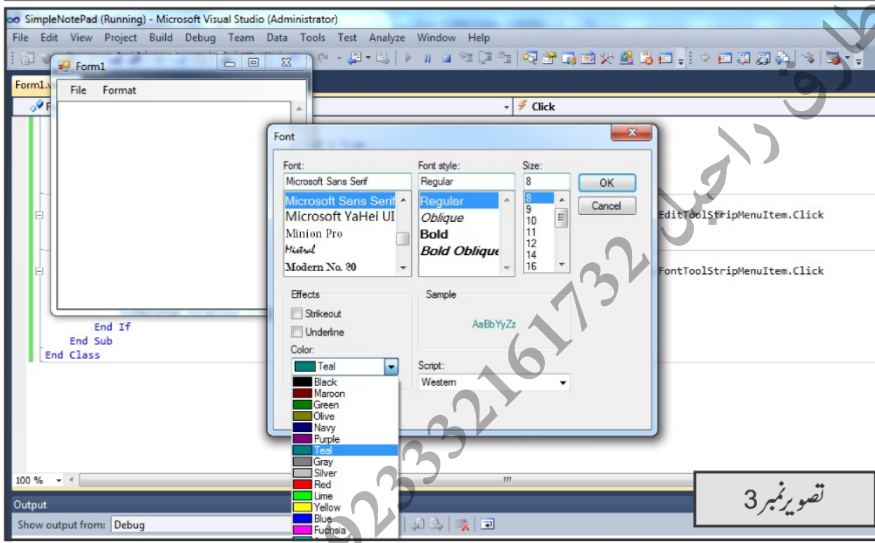 SimpleNotePad (Running) - Microsoft Visual Studio (Administrator)
File Edit View Project Build Debug Team Data Tools Test Analyze Window Help
Form1
Form1.v
File Format
Click
Font
Font:
Font style:
Size:
Microsoft Sans Serif
Regular
8
OK
Cancel
Microsoft Sans Serif
Microsoft YaHei UI
Minion Pro
Mistral
Modern No. 20
Regular
Oblique
Bold
Bold Oblique
8
9
10
11
12
14
16
EditToolStripMenuItem.Click
FontToolStripMenuItem.Click
Effects
Strikeout
Underline
Color:
Teal
Sample
AaBbYyZz
Script:
Western
Black
Maroon
Green
Olive
Navy
Purple
Teal
Gray
Silver
Red
Lime
Yellow
Blue
Fuchsia
End If
End Sub
End Class
100 %
Output
Show output from: Debug
تصویر نمبر 3
طارق راحیل 923332161732